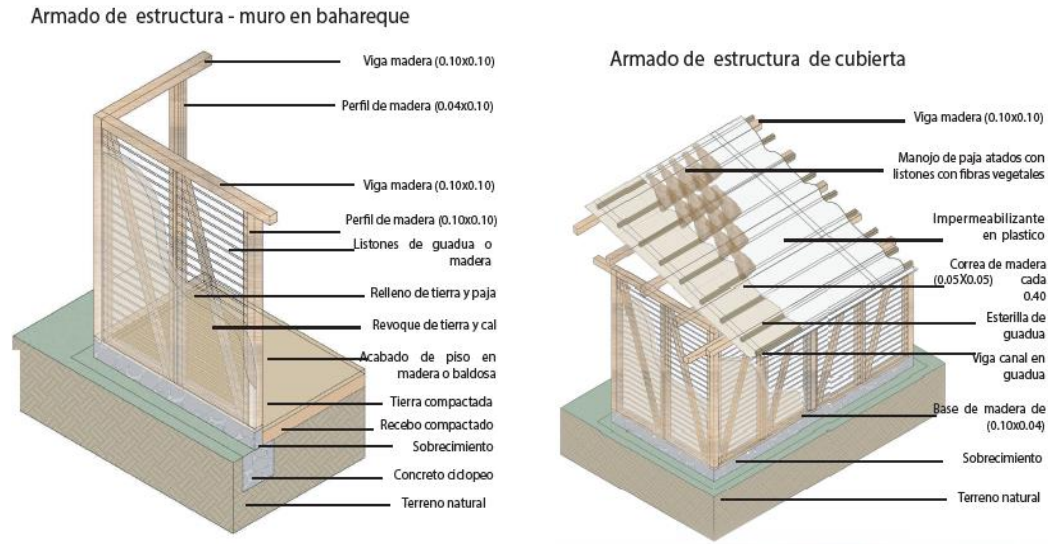 Armado de estructura - muro en bahareque
Viga madera (0.10x0.10)
Perfil de madera (0.04x0.10)
Viga madera (0.10x0.10)
Perfil de madera (0.10x0.10)
Listones de guadua o
madera
Relleno de tierra y paja
Revoque de tierra y cal
Acabado de piso en
madera o baldosa
Tierra compactada
Recebo compactado
Sobrecimiento
Concreto ciclopeo
Terreno natural
Armado de estructura de cubierta
Viga madera (0.10x0.10)
Manojo de paja atados con
listones con fibras vegetales
Impermeabilizante
en plastico
Correa de madera
(0.05X0.05) cada
0.40
Esterilla de
guadua
Viga canal en
guadua
Base de madera de
(0.10x0.04)
Sobrecimiento
Terreno natural